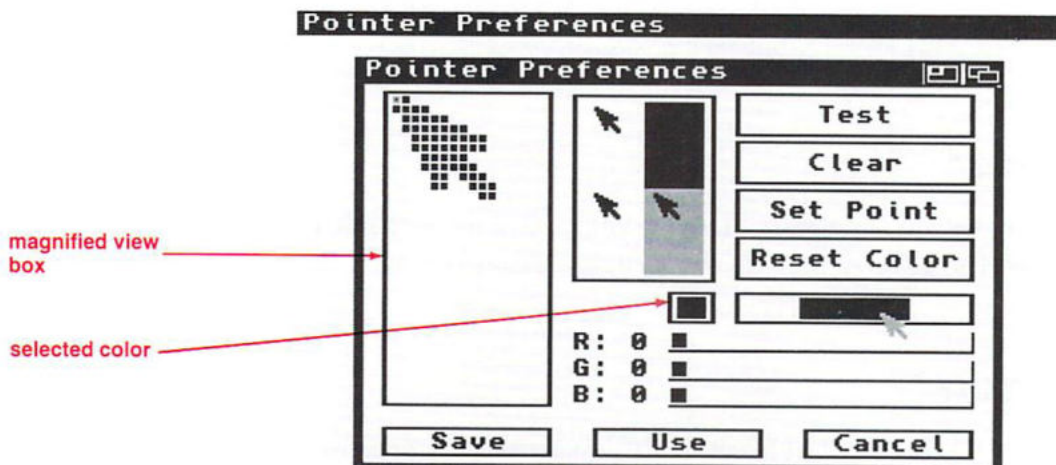 Pointer Preferences
Pointer Preferences
Test
Clear
Set Point
Reset Color
magnified view
box
selected color
R: 0
G: 0
B: 0
Save
Use
Cancel